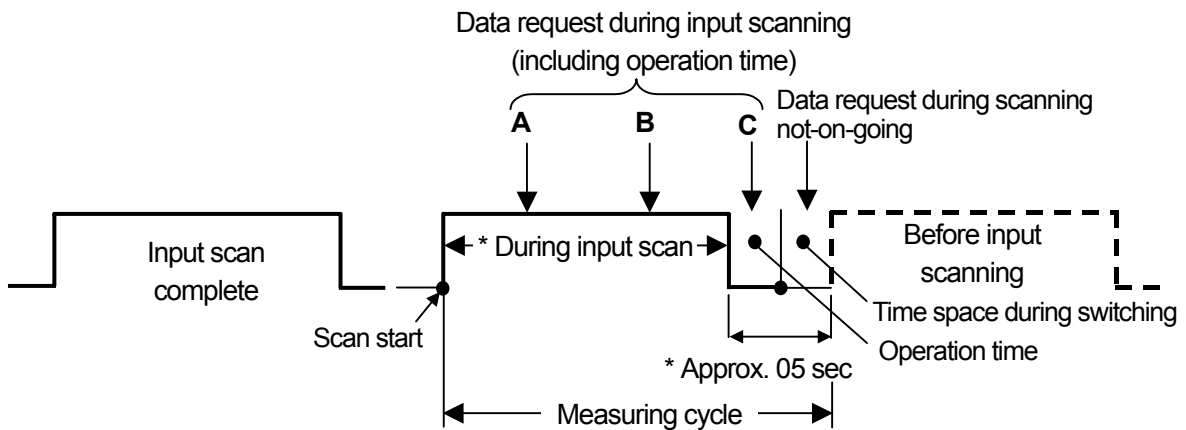 Data request during input scanning
(including operation time)
A
B
C
Data request during scanning
not-on-going
Input scan
complete
* During input scan
Before input
scanning
Scan start
Time space during switching
Operation time
* Approx. 05 sec
Measuring cycle